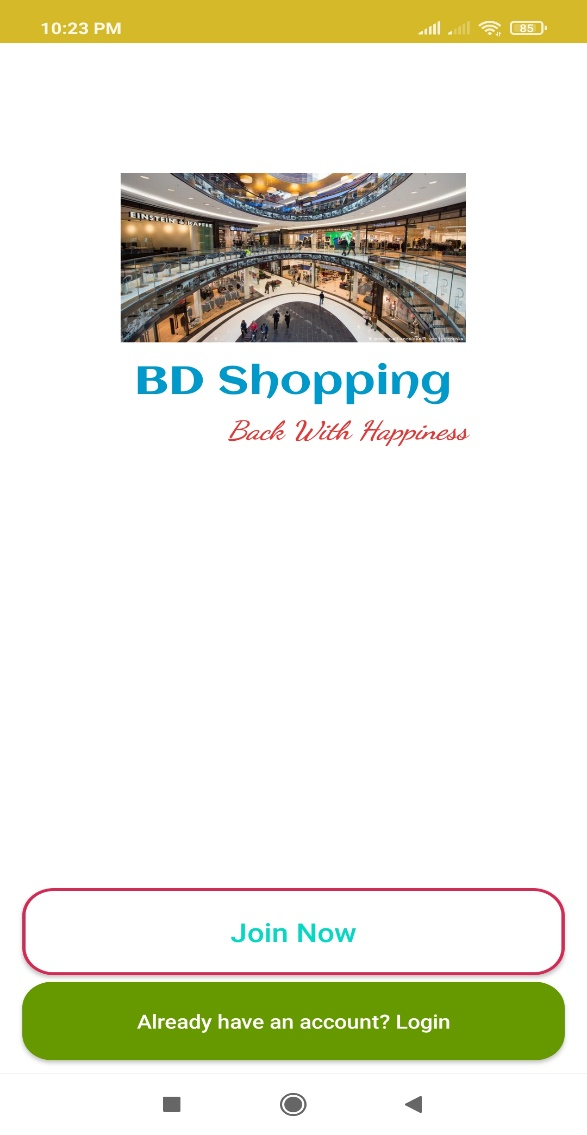 10:23 PM
85
EINSTEIN KAFFEE
BD Shopping
Back With Happiness
Join Now
Already have an account? Login